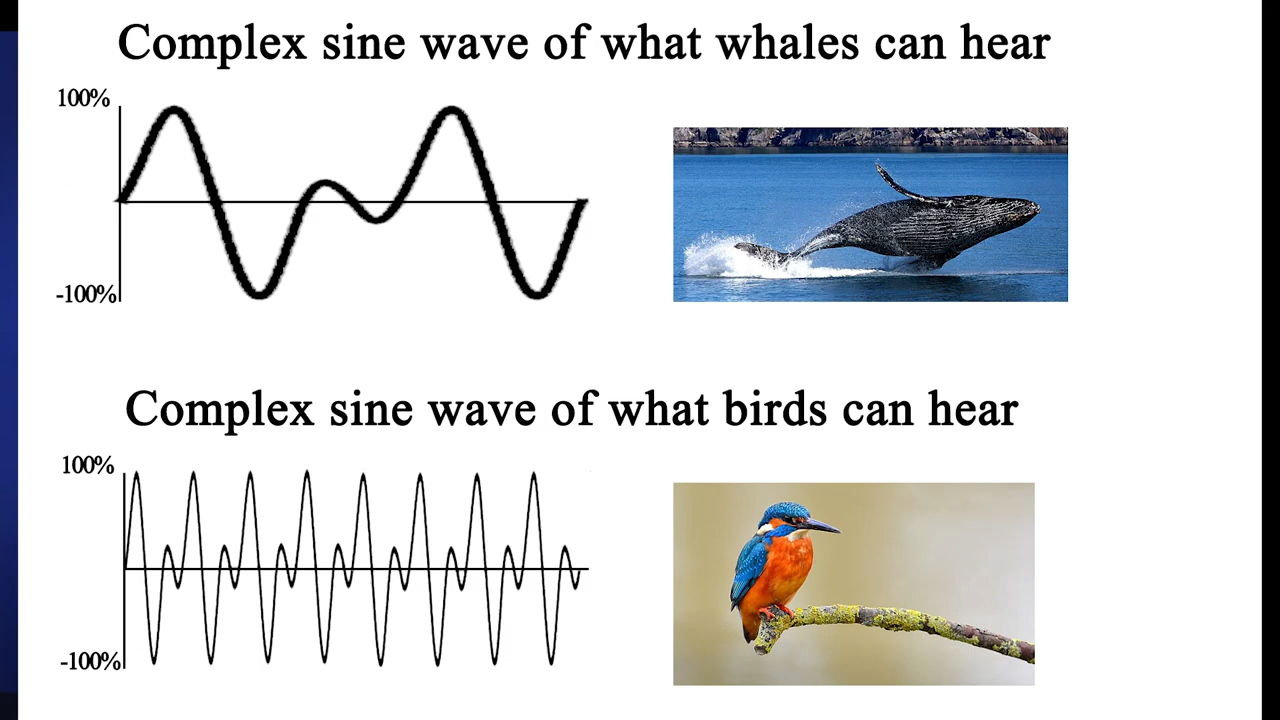 Complex sine wave of what whales can hear
100%
-100%
Complex sine wave of what birds can hear
100%
-100%